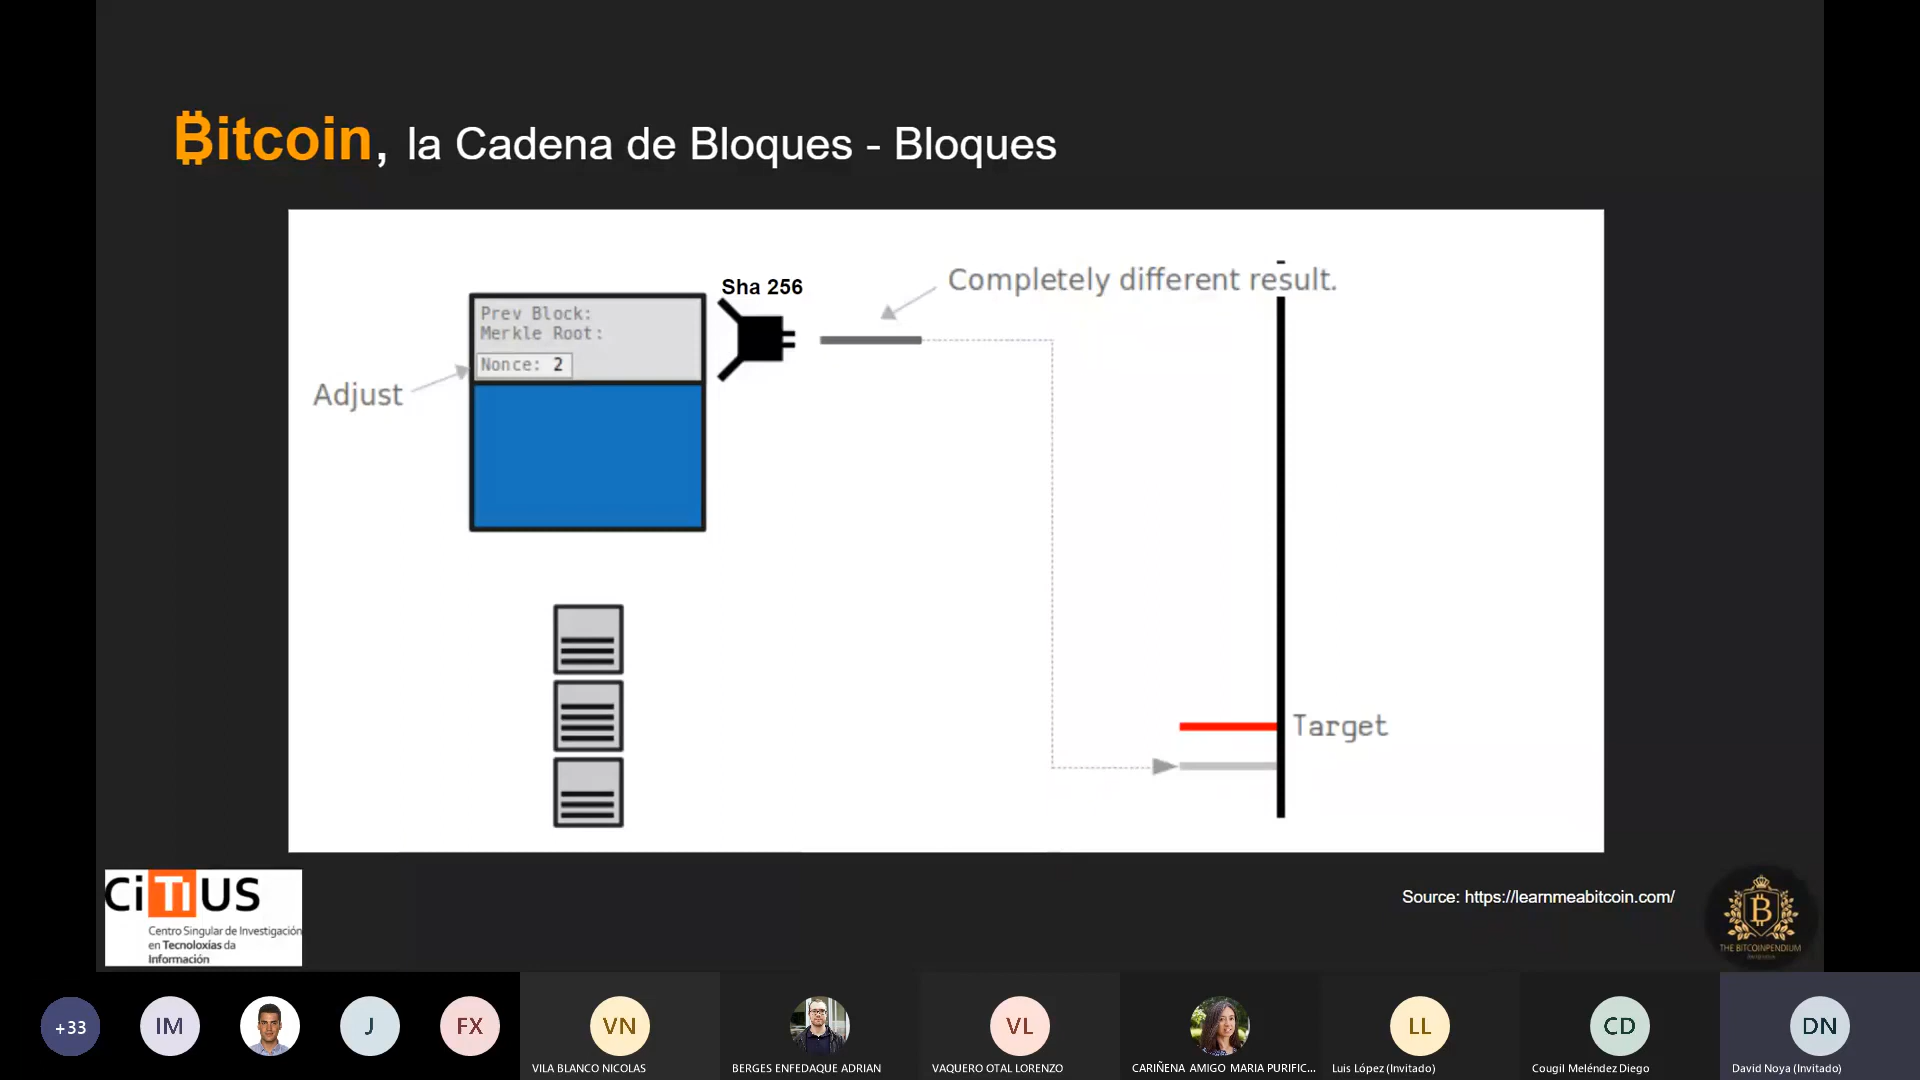 ₿itcoin, la Cadena de Bloques - Bloques
Sha 256
Completely different result.
Prev Block:
Merkle Root:
Nonce: 2
Adjust
Target
CiTIUS
Centro Singular de Investigación
en Tecnoloxías da
Información
Source: https://learnmeabitcoin.com/
B
THE BITCOINPENDIUM
+33
IM
J
FX
VN
VL
LL
CD
DN
VILA BLANCO NICOLAS
BERGES ENFEDAQUE ADRIAN
VAQUERO OTAL LORENZO
CARIÑENA AMIGO MARIA PURIFIC...
Luis López (Invitado)
Cougil Meléndez Diego
David Noya (Invitado)